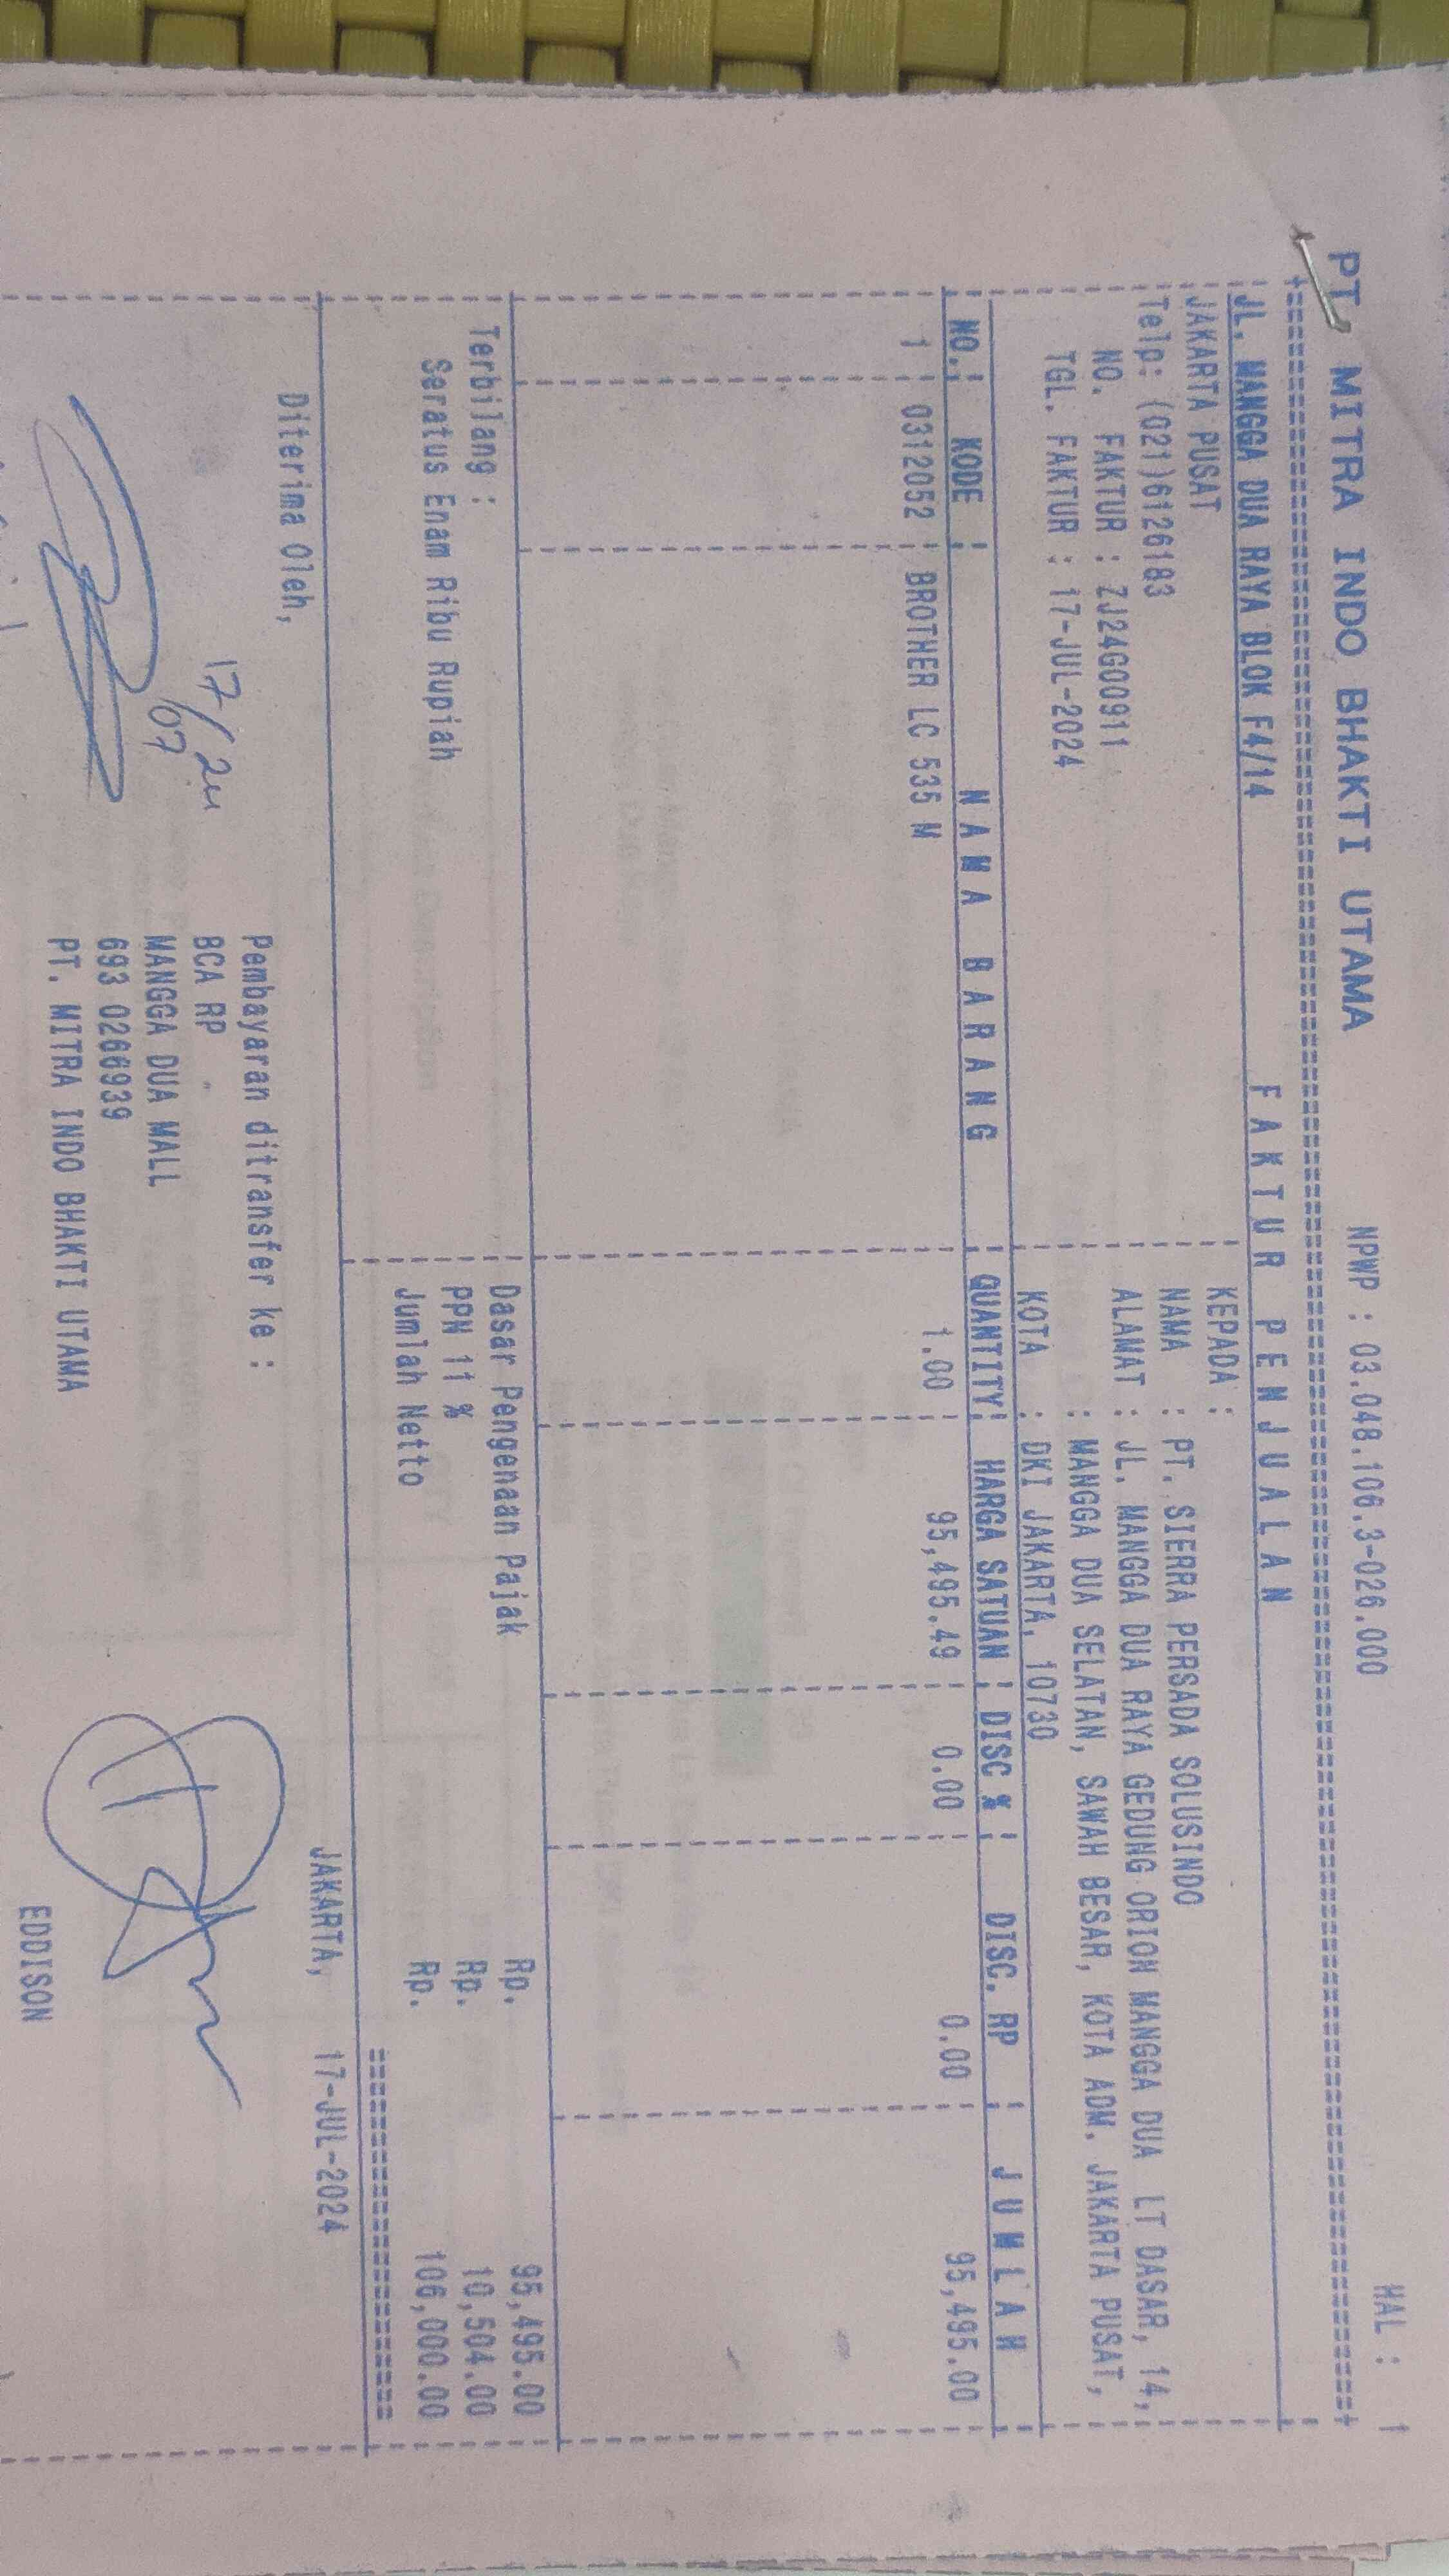 PT. MITRA INDO BHAKTI UTAMA NPWP : 03.048.106.3-026.000 HAL : 1
JL. MANGGA DUA RAYA BLOK F4/14 F A K T U R P E N J U A L A N
JAKARTA PUSAT KEPADA :
Telp: (021)6126183 NAMA : PT. SIERRA PERSADA SOLUSINDO
NO. FAKTUR : ZJ24G00911 ALAMAT : JL. MANGGA DUA RAYA GEDUNG ORION MANGGA DUA LT DASAR, 14,
TGL. FAKTUR : 17-JUL-2024 : MANGGA DUA SELATAN, SAWAH BESAR, KOTA ADM. JAKARTA PUSAT,
KOTA : DKI JAKARTA, 10730
NO. KODE N A M A B A R A N G QUANTITY HARGA SATUAN DISC % DISC. RP J U M L A H
1 0312052 BROTHER LC 535 M 1.00 95,495.49 0.00 0.00 95,495.00
Terbilang : Dasar Pengenaan Pajak Rp. 95,495.00
Seratus Enam Ribu Rupiah PPN 11 % Rp. 10,504.00
Jumlah Netto Rp. 106,000.00
JAKARTA, 17-JUL-2024
Diterima Oleh, Pembayaran ditransfer ke :
BCA RP
MANGGA DUA MALL
693 0266939
PT. MITRA INDO BHAKTI UTAMA
17/07 24
EDDISON